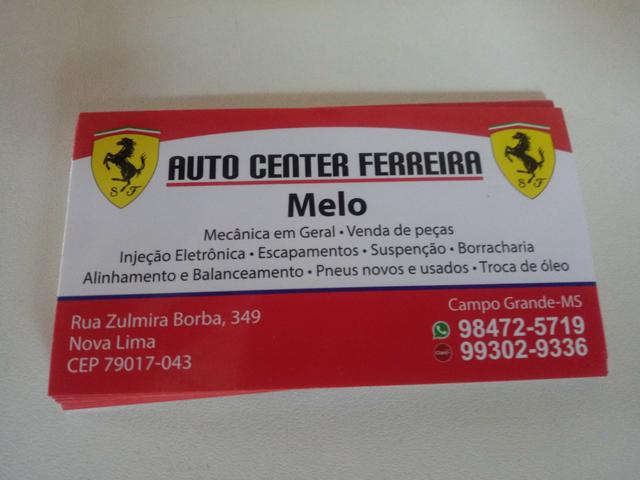 AUTO CENTER FERREIRA
Melo
Mecânica em Geral • Venda de peças
Injeção Eletrônica • Escapamentos • Suspenção • Borracharia
Alinhamento e Balanceamento • Pneus novos e usados • Troca de óleo
Rua Zulmira Borba, 349
Nova Lima
CEP 79017-043
Campo Grande-MS
98472-5719
Claro 99302-9336
S F
S F